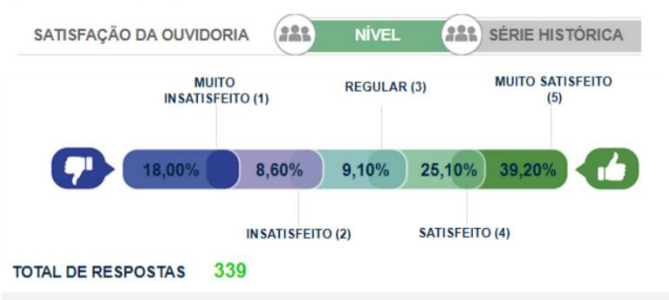 SATISFAÇÃO DA OUVIDORIA NÍVEL SÉRIE HISTÓRICA
MUITO
INSATISFEITO (1)
REGULAR (3)
MUITO SATISFEITO
(5)
18,00% 8,60% 9,10% 25,10% 39,20%
INSATISFEITO (2)
SATISFEITO (4)
TOTAL DE RESPOSTAS 339